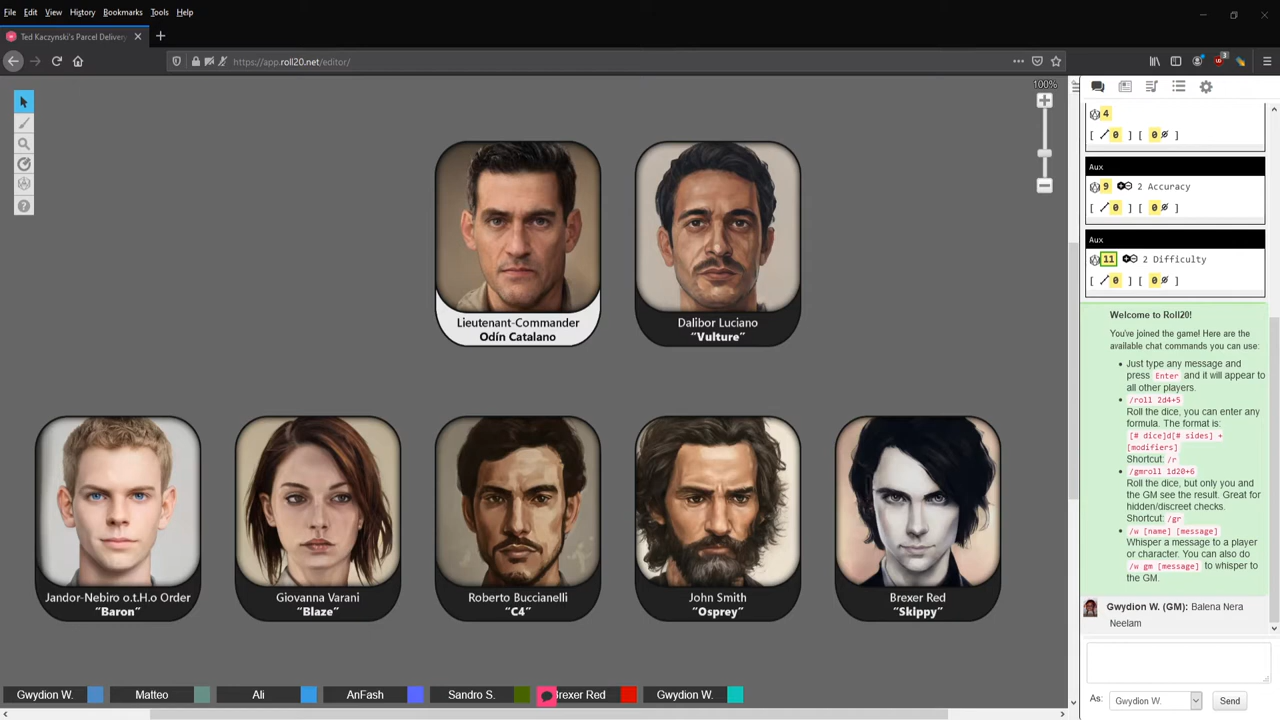 File Edit View History Bookmarks Tools Help
Ted Kaczynski's Parcel Delivery
https://app.roll20.net/editor/
3
100%
4
[ 0 ] [ 0 ]
Aux
9 2 Accuracy
[ 0 ] [ 0 ]
Aux
11 2 Difficulty
[ 0 ] [ 0 ]
Lieutenant-Commander
Odín Catalano
Dalibor Luciano
“Vulture”
Jandor-Nebiro o.t.H.o Order
“Baron”
Giovanna Varani
“Blaze”
Roberto Buccianelli
“C4”
John Smith
“Osprey”
Brexer Red
“Skippy”
Welcome to Roll20!
You've joined the game! Here are the
available chat commands you can use:
Just type any message and
press Enter and it will appear to
all other players.
/roll 2d4+5
Roll the dice, you can enter any
formula. The format is:
[# dice]d[# sides] +
[modifiers]
Shortcut: /r
/gmroll 1d20+6
Roll the dice, but only you and
the GM see the result. Great for
hidden/discreet checks.
Shortcut: /gr
/w [name] [message]
Whisper a message to a player
or character. You can also do
/w gm [message] to whisper to
the GM.
Gwydion W. (GM): Balena Nera
Neelam
As: Gwydion W. Send
Gwydion W. Matteo Ali AnFash Sandro S. Brexer Red Gwydion W.